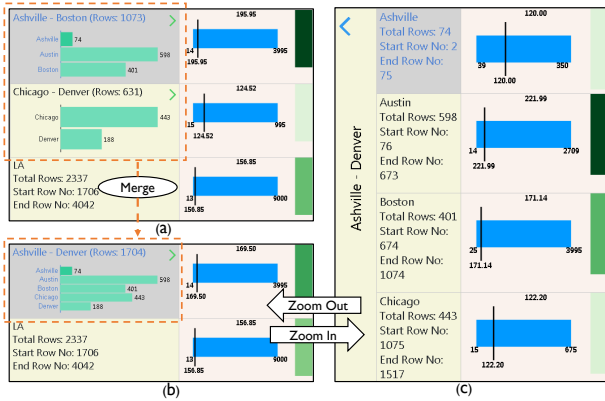 Ashville - Boston (Rows: 1073)
Ashville 74
Austin 598
Boston 401
195.95
14 3995
195.95
Chicago - Denver (Rows: 631)
Chicago 443
Denver 188
124.52
15 995
124.52
LA
Total Rows: 2337
Start Row No: 1706
End Row No: 4042
156.85
13 9000
156.85
Merge
(a)
Ashville - Denver (Rows: 1704)
Ashville 74
Austin 598
Boston 401
Chicago 443
Denver 188
169.50
14 3995
169.50
LA
Total Rows: 2337
Start Row No: 1706
End Row No: 4042
156.85
13 9000
156.85
(b)
Zoom Out
Zoom In
Ashville - Denver
Ashville
Total Rows: 74
Start Row No: 2
End Row No:
75
120.00
39 350
120.00
Austin
Total Rows: 598
Start Row No:
76
End Row No:
673
221.99
14 2709
221.99
Boston
Total Rows: 401
Start Row No:
674
End Row No:
1074
171.14
25 3995
171.14
Chicago
Total Rows: 443
Start Row No:
1075
End Row No:
1517
122.20
15 675
122.20
(c)